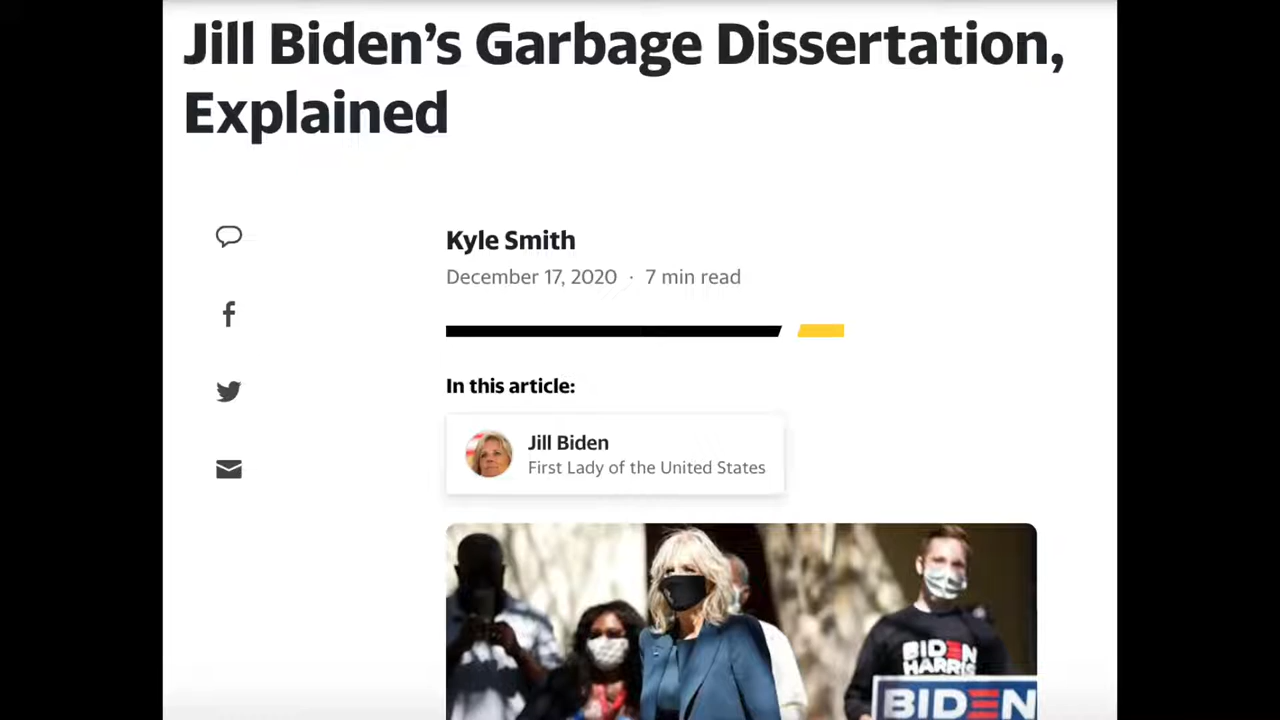 Jill Biden's Garbage Dissertation,
Explained
Kyle Smith
December 17, 2020 · 7 min read
In this article:
Jill Biden
First Lady of the United States
BIDEN
HARRIS
BIDEN